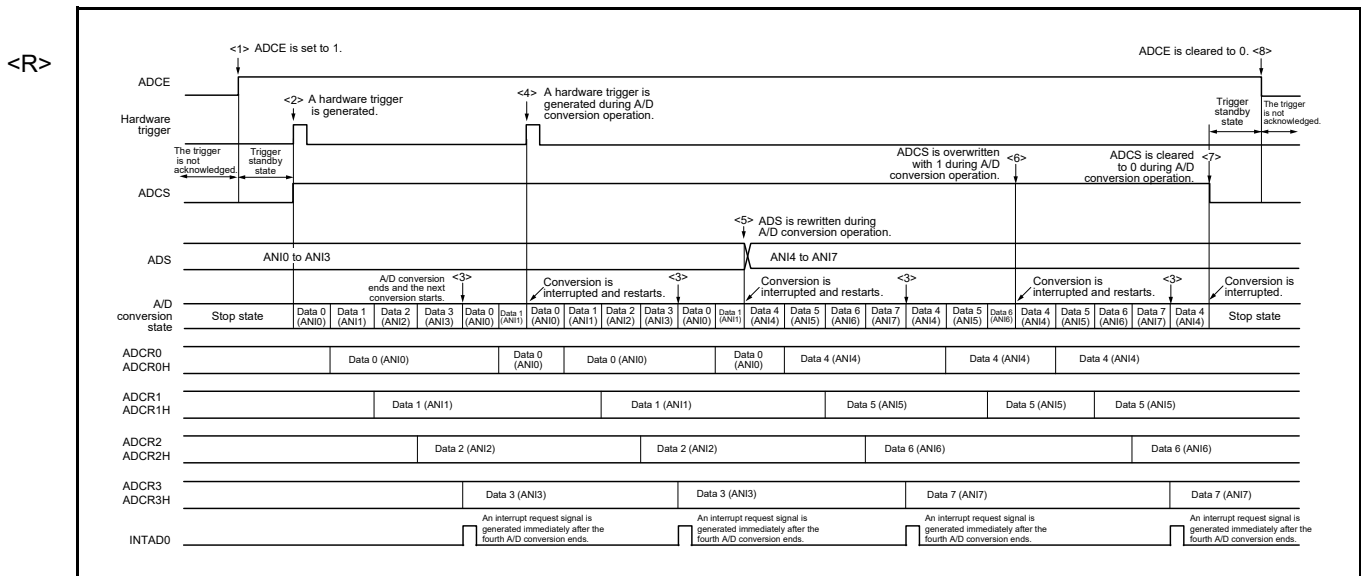 <R>
<1> ADCE is set to 1.
ADCE is cleared to 0. <8>
ADCE
<2> A hardware trigger
is generated.
<4> A hardware trigger is
generated during A/D
conversion operation.
Trigger
standby
state
The trigger
is not
acknowledged.
Hardware
trigger
The trigger
is not
acknowledged.
Trigger
standby
state
ADCS is overwritten
with 1 during A/D
conversion operation.
<6>
ADCS is cleared
to 0 during A/D
conversion operation.
<7>
ADCS
<5> ADS is rewritten during
A/D conversion operation.
ADS
ANI0 to ANI3
ANI4 to ANI7
A/D conversion
ends and the next
conversion starts.
<3>
Conversion is
interrupted and restarts.
<3>
Conversion is
interrupted and restarts.
<3>
Conversion is
interrupted and restarts.
<3>
Conversion is
interrupted.
A/D
conversion
state
Stop state
Data 0
(ANI0)
Data 1
(ANI1)
Data 2
(ANI2)
Data 3
(ANI3)
Data 0
(ANI0)
Data 1
(ANI1)
Data 0
(ANI0)
Data 1
(ANI1)
Data 2
(ANI2)
Data 3
(ANI3)
Data 0
(ANI0)
Data 1
(ANI1)
Data 4
(ANI4)
Data 5
(ANI5)
Data 6
(ANI6)
Data 7
(ANI7)
Data 4
(ANI4)
Data 5
(ANI5)
Data 6
(ANI6)
Data 4
(ANI4)
Data 5
(ANI5)
Data 6
(ANI6)
Data 7
(ANI7)
Data 4
(ANI4)
Stop state
ADCR0
ADCR0H
Data 0 (ANI0)
Data 0
(ANI0)
Data 0 (ANI0)
Data 0
(ANI0)
Data 4 (ANI4)
Data 4 (ANI4)
Data 4 (ANI4)
ADCR1
ADCR1H
Data 1 (ANI1)
Data 1 (ANI1)
Data 5 (ANI5)
Data 5 (ANI5)
Data 5 (ANI5)
ADCR2
ADCR2H
Data 2 (ANI2)
Data 2 (ANI2)
Data 6 (ANI6)
Data 6 (ANI6)
ADCR3
ADCR3H
Data 3 (ANI3)
Data 3 (ANI3)
Data 7 (ANI7)
Data 7 (ANI7)
INTAD0
An interrupt request signal is
generated immediately after the
fourth A/D conversion ends.
An interrupt request signal is
generated immediately after the
fourth A/D conversion ends.
An interrupt request signal is
generated immediately after the
fourth A/D conversion ends.
An interrupt request signal is
generated immediately after the
fourth A/D conversion ends.